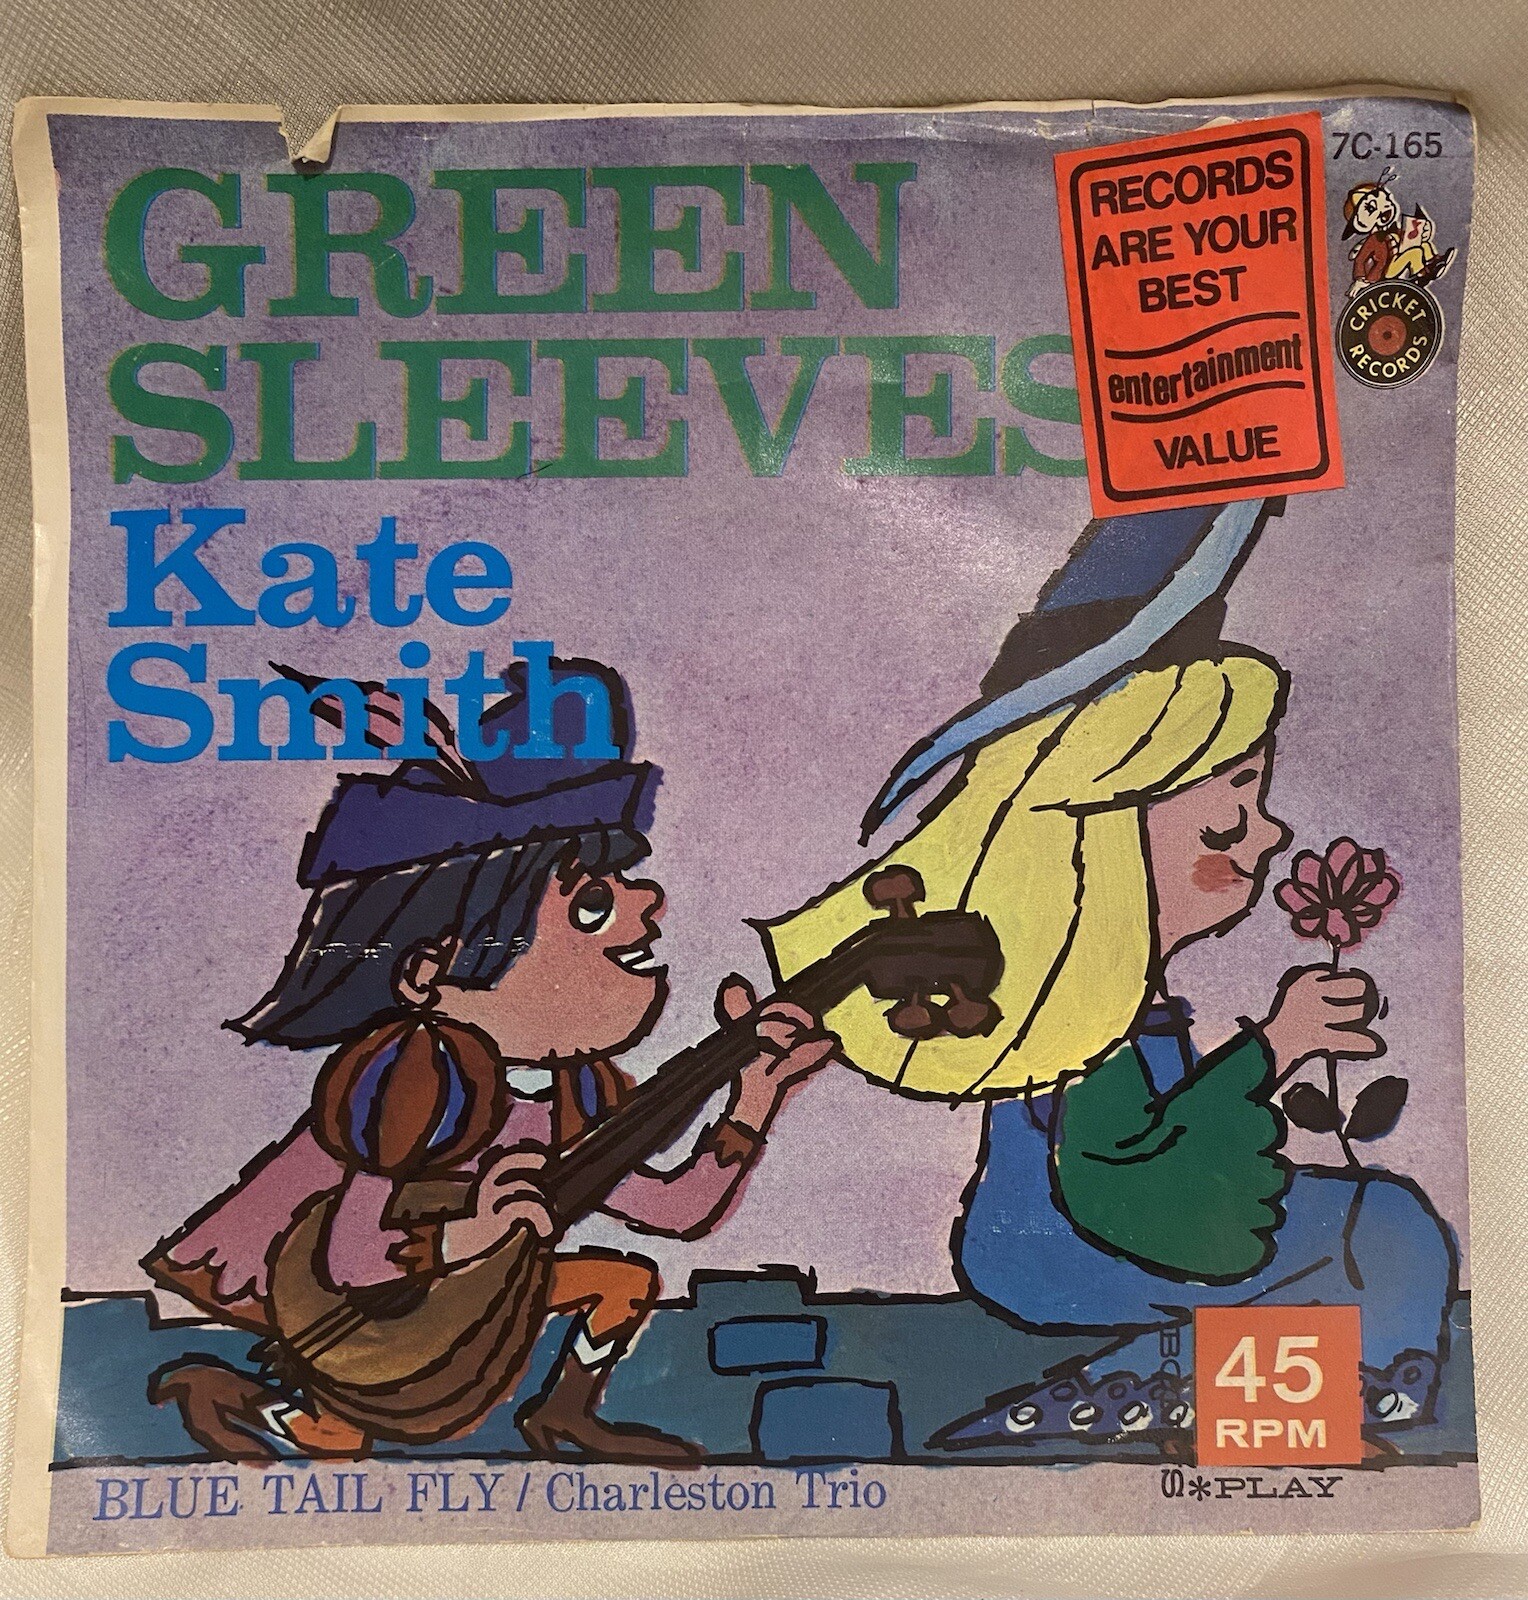 GREEN
SLEEVES
Kate
Smith
RECORDS
ARE YOUR
BEST
entertainment
VALUE
7C-165
CRICKET
RECORDS
45
RPM
*PLAY
BLUE TAIL FLY / Charleston Trio